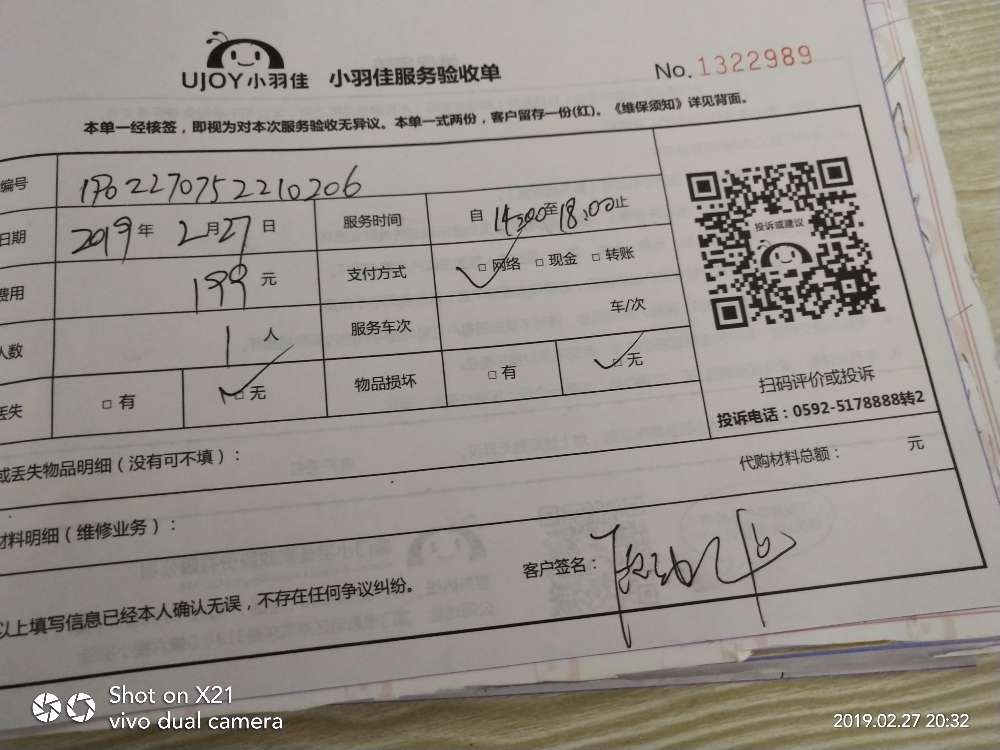 UJOY小羽佳 小羽佳服务验收单 No.1322989
本单一经核签，即视为对本次服务验收无异议。本单一式两份，客户留存一份(红)。《维保须知》详见背面。
编号 1902270752210206
日期 2019年 2月27日 服务时间 自14:00至18:00止
费用 199 元 支付方式 □网络 □现金 □转账
人数 1 人 服务车次 车/次
丢失 □有 □无 物品损坏 □有 □无
投诉或建议
扫码评价或投诉
投诉电话：0592-5178888转2
或丢失物品明细（没有可不填）：
代购材料总额： 元
材料明细（维修业务）：
以上填写信息已经本人确认无误，不存在任何争议纠纷。 客户签名：
Shot on X21
vivo dual camera
2019.02.27 20:32